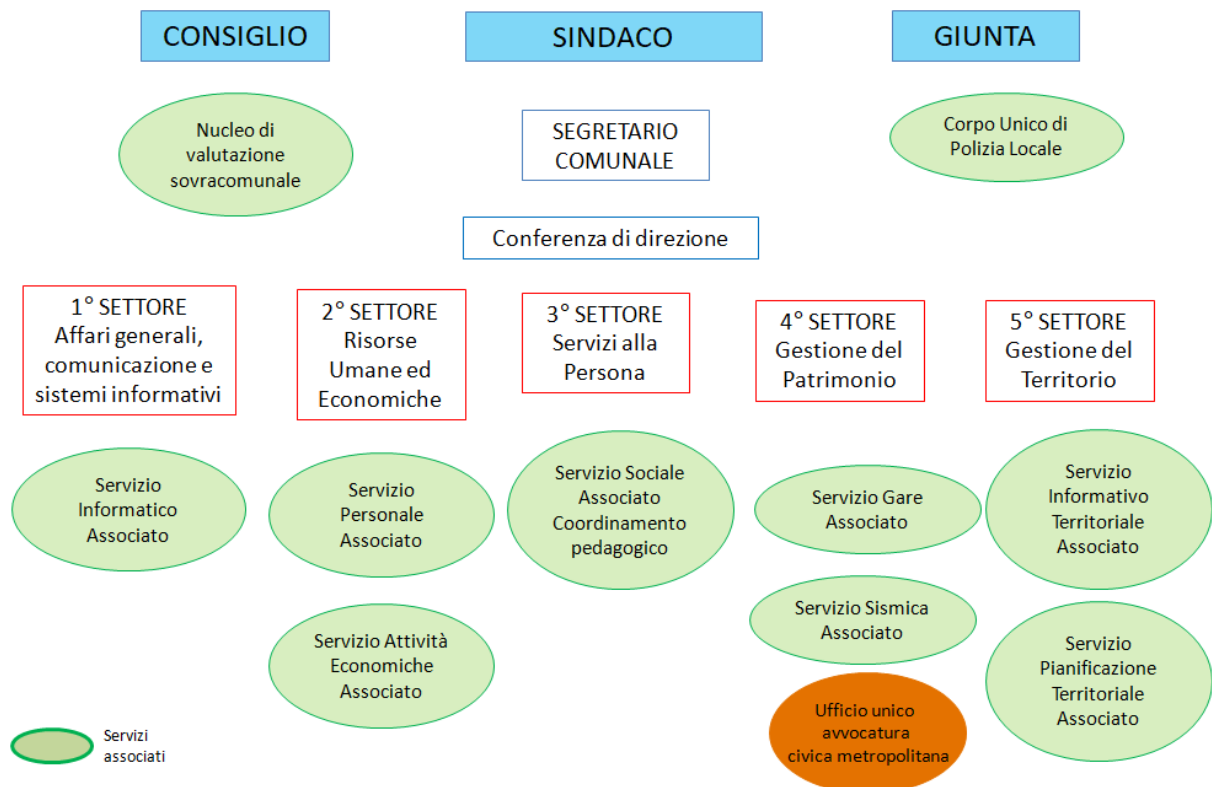 CONSIGLIO
SINDACO
GIUNTA
Nucleo di
valutazione
sovracomunale
SEGRETARIO
COMUNALE
Corpo Unico di
Polizia Locale
Conferenza di direzione
1° SETTORE
Affari generali,
comunicazione e
sistemi informativi
2° SETTORE
Risorse
Umane ed
Economiche
3° SETTORE
Servizi alla
Persona
4° SETTORE
Gestione del
Patrimonio
5° SETTORE
Gestione del
Territorio
Servizio
Informatico
Associato
Servizio
Personale
Associato
Servizio Sociale
Associato
Coordinamento
pedagogico
Servizio Gare
Associato
Servizio
Informativo
Territoriale
Associato
Servizio Attività
Economiche
Associato
Servizio Sismica
Associato
Servizio
Pianificazione
Territoriale
Associato
Ufficio unico
avvocatura
civica metropolitana
Servizi
associati